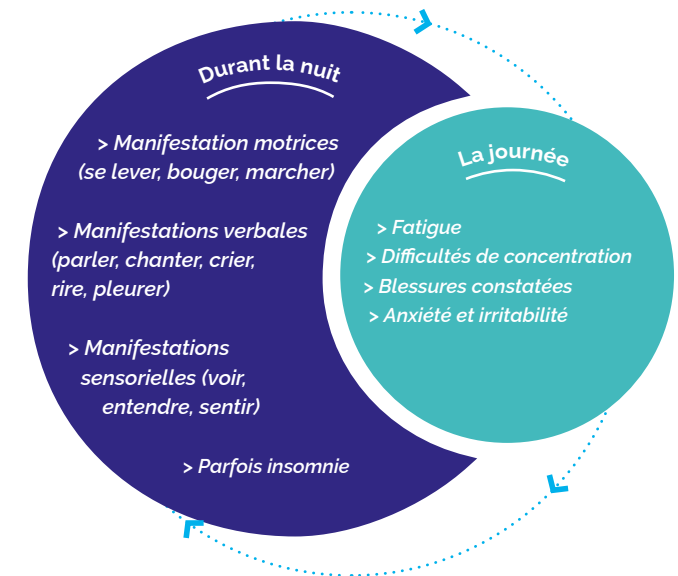 Durant la nuit
> Manifestation motrices
(se lever, bouger, marcher)
> Manifestations verbales
(parler, chanter, crier,
rire, pleurer)
> Manifestations
sensorielles (voir,
entendre, sentir)
> Parfois insomnie
La journée
> Fatigue
> Difficultés de concentration
> Blessures constatées
> Anxiété et irritabilité